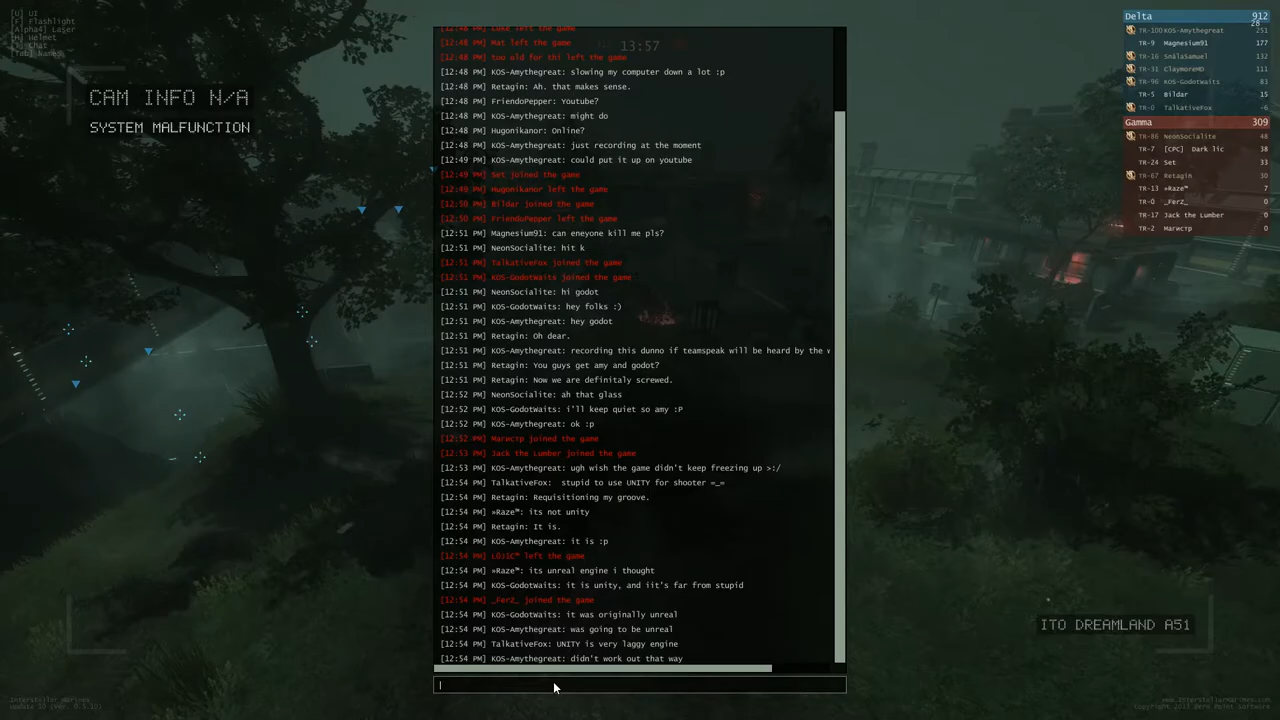 [U] UI
[F] Flashlight
[Alpha4] Laser
[H] Helmet
[J] Chat
[Tab] Names
CAM INFO N/A
SYSTEM MALFUNCTION
13:57
[12:48 PM] Luke left the game
[12:48 PM] Mat left the game
[12:48 PM] too old for thi left the game
[12:48 PM] KOS-Amythegreat: slowing my computer down a lot :p
[12:48 PM] Retagin: Ah. that makes sense.
[12:48 PM] FriendoPepper: Youtube?
[12:48 PM] KOS-Amythegreat: might do
[12:48 PM] Hugonikanor: Online?
[12:48 PM] KOS-Amythegreat: just recording at the moment
[12:49 PM] KOS-Amythegreat: could put it up on youtube
[12:49 PM] Set joined the game
[12:49 PM] Hugonikanor left the game
[12:50 PM] Bildar joined the game
[12:50 PM] FriendoPepper left the game
[12:51 PM] Magnesium91: can eneyone kill me pls?
[12:51 PM] NeonSocialite: hit k
[12:51 PM] TalkativeFox joined the game
[12:51 PM] KOS-GodotWaits joined the game
[12:51 PM] NeonSocialite: hi godot
[12:51 PM] KOS-GodotWaits: hey folks :)
[12:51 PM] KOS-Amythegreat: hey godot
[12:51 PM] Retagin: Oh dear.
[12:51 PM] KOS-Amythegreat: recording this dunno if teamspeak will be heard by the
[12:51 PM] Retagin: You guys get amy and godot?
[12:51 PM] Retagin: Now we are definitaly screwed.
[12:52 PM] NeonSocialite: ah that glass
[12:52 PM] KOS-GodotWaits: i'll keep quiet so amy :P
[12:52 PM] KOS-Amythegreat: ok :p
[12:52 PM] Магистр joined the game
[12:53 PM] Jack the Lumber joined the game
[12:53 PM] KOS-Amythegreat: ugh wish the game didn't keep freezing up >:/
[12:54 PM] TalkativeFox:  stupid to use UNITY for shooter =_=
[12:54 PM] Retagin: Requisitioning my groove.
[12:54 PM] »Raze™: its not unity
[12:54 PM] Retagin: It is.
[12:54 PM] KOS-Amythegreat: it is :p
[12:54 PM] LOJ1C™ left the game
[12:54 PM] »Raze™: its unreal engine i thought
[12:54 PM] KOS-GodotWaits: it is unity, and iit's far from stupid
[12:54 PM] _FerZ_ joined the game
[12:54 PM] KOS-GodotWaits: it was originally unreal
[12:54 PM] KOS-Amythegreat: was going to be unreal
[12:54 PM] TalkativeFox: UNITY is very laggy engine
[12:54 PM] KOS-Amythegreat: didn't work out that way
Delta 912
28
TR-100 KOS-Amythegreat 251
TR-9 Magnesium91 177
TR-16 SnålaSamuel 132
TR-31 ClaymoreMD 111
TR-96 KOS-GodotWaits 83
TR-5 Bildar 15
TR-0 TalkativeFox -6
Gamma 309
TR-86 NeonSocialite 48
TR-7 [CPC] Dark lic 38
TR-24 Set 33
TR-67 Retagin 30
TR-13 »Raze™ 7
TR-0 _FerZ_ 0
TR-17 Jack the Lumber 0
TR-2 Магистр 0
ITO DREAMLAND A51
Interstellar Marines
update 10 (ver. 0.5.10)
www.interstellarmarines.com
Copyright 2013 Zero Point Software